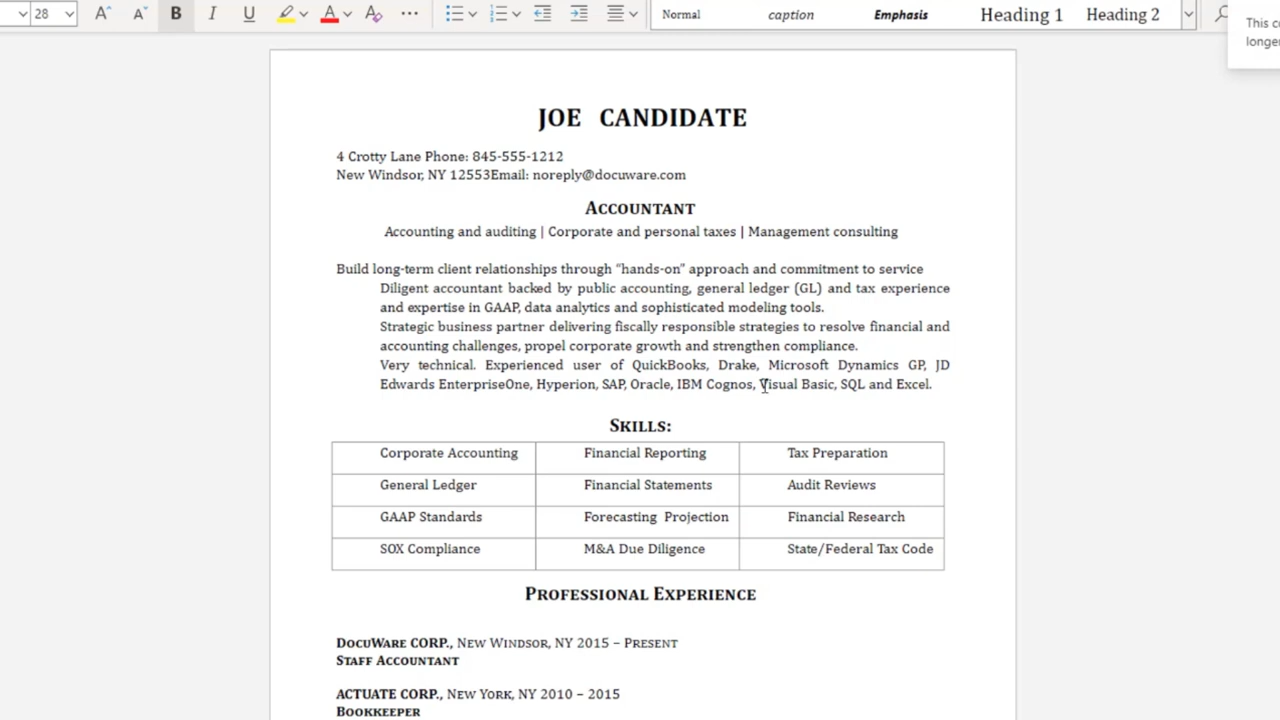 28 B I U A A Normal caption Emphasis Heading 1 Heading 2
This c
longer
JOE CANDIDATE
4 Crotty Lane Phone: 845-555-1212
New Windsor, NY 12553Email: noreply@docuware.com
ACCOUNTANT
Accounting and auditing | Corporate and personal taxes | Management consulting
Build long-term client relationships through “hands-on” approach and commitment to service
Diligent accountant backed by public accounting, general ledger (GL) and tax experience
and expertise in GAAP, data analytics and sophisticated modeling tools.
Strategic business partner delivering fiscally responsible strategies to resolve financial and
accounting challenges, propel corporate growth and strengthen compliance.
Very technical. Experienced user of QuickBooks, Drake, Microsoft Dynamics GP, JD
Edwards EnterpriseOne, Hyperion, SAP, Oracle, IBM Cognos, Visual Basic, SQL and Excel.
SKILLS:
Corporate Accounting Financial Reporting Tax Preparation
General Ledger Financial Statements Audit Reviews
GAAP Standards Forecasting Projection Financial Research
SOX Compliance M&A Due Diligence State/Federal Tax Code
PROFESSIONAL EXPERIENCE
DOCUWARE CORP., NEW WINDSOR, NY 2015 – PRESENT
STAFF ACCOUNTANT
ACTUATE CORP., NEW YORK, NY 2010 – 2015
BOOKKEEPER